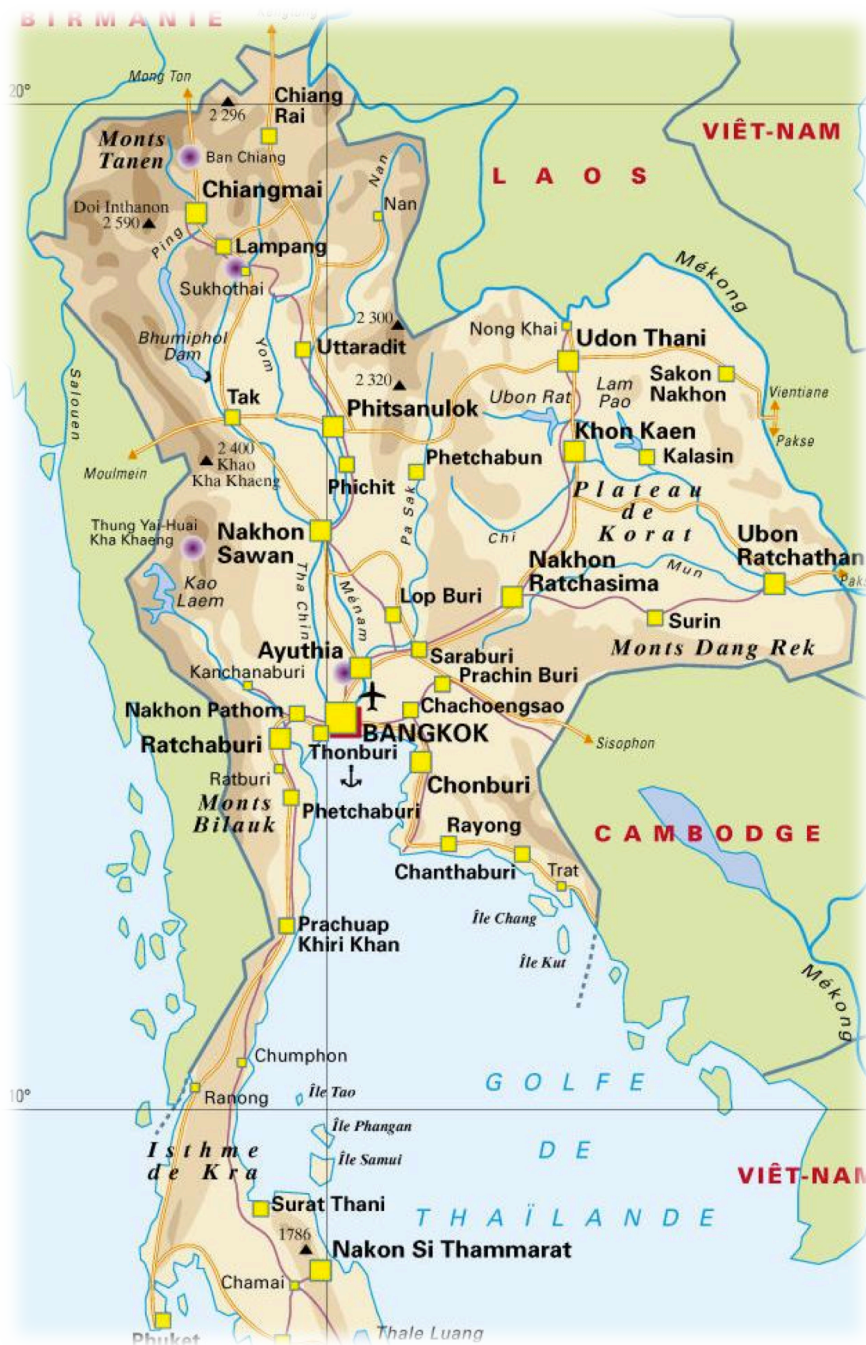 BIRMANIE
Mong Ton
20°
2 296
Chiang
Rai
VIÊT-NAM
Monts
Tanen
Ban Chiang
LAOS
Nan
Chiangmai
Nan
Doi Inthanon
2 590
Ping
Lampang
Sukhothai
Mékong
Bhumiphol
Dam
Yom
2 300
Nong Khai
Uttaradit
Udon Thani
Salouen
2 320
Ubon Rat
Lam
Pao
Sakon
Nakhon
Vientiane
Tak
Phitsanulok
Pakse
Khon Kaen
2 400
Khao
Kha Khaeng
Moulmein
Phichit
Phetchabun
Kalasin
Pa Sak
Plateau
de
Korat
Thung Yai-Huai
Kha Khaeng
Nakhon
Sawan
Chi
Ubon
Ratchathan
Kao
Laem
Tha Chin
Ménam
Nakhon
Ratchasima
Mun
Lop Buri
Surin
Ayuthia
Saraburi
Monts Dang Rek
Kanchanaburi
Prachin Buri
Nakhon Pathom
Chachoengsao
BANGKOK
Ratchaburi
Thonburi
Sisophon
Ratburi
Chonburi
Monts
Bilauk
Phetchaburi
Rayong
CAMBODGE
Chanthaburi
Trat
Île Chang
Prachuap
Khiri Khan
Île Kut
Mékong
Chumphon
GOLFE
10°
Ranong
Île Tao
Île Phangan
DE
Isthme
de Kra
Île Samui
VIÊT-NAM
Surat Thani
THAÏLANDE
1786
Nakon Si Thammarat
Chamai
Phuket
Thale Luang